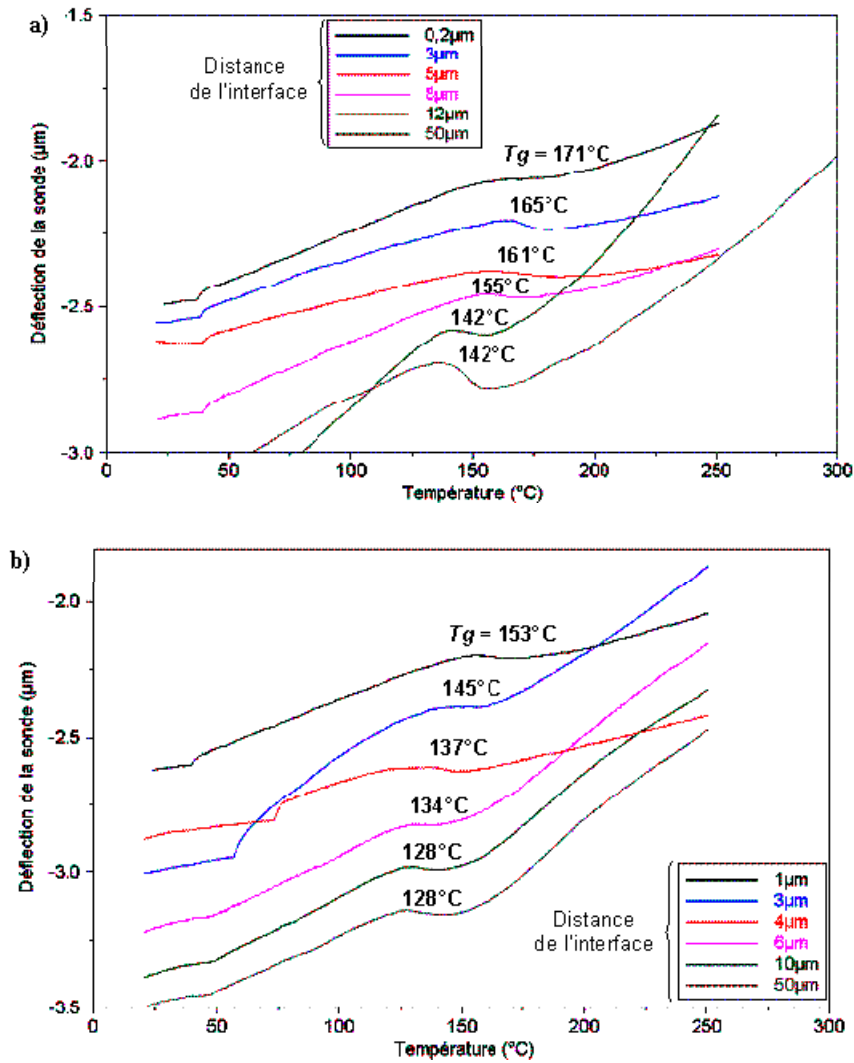 a)
Distance
de l'interface
0,2µm
3µm
5µm
8µm
12µm
50µm
Tg = 171°C
165°C
161°C
155°C
142°C
142°C
Déflection de la sonde (µm)
-1.5
-2.0
-2.5
-3.0
0
50
100
150
200
250
300
Température (°C)
b)
Tg = 153°C
145°C
137°C
134°C
128°C
128°C
Distance
de l'interface
1µm
3µm
4µm
6µm
10µm
50µm
Déflection de la sonde (µm)
-2.0
-2.5
-3.0
-3.5
0
50
100
150
200
250
300
Température (°C)